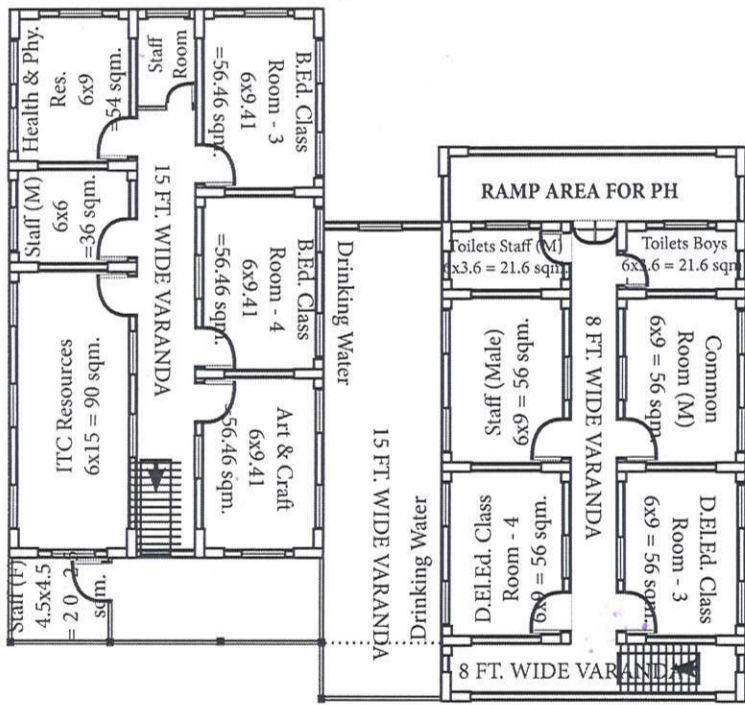 Health & Phy.
Res.
6x9
=54 sqm.
Staff
Room
B.Ed. Class
Room - 3
6x9.41
=56.46 sqm.
Staff (M)
6x6
=36 sqm.
15 FT. WIDE VARANDA
B.Ed. Class
Room - 4
6x9.41
=56.46 sqm.
ITC Resources
6x15 = 90 sqm.
Art & Craft
6x9.41
=56.46 sbm.
Staff (F)
4.5x4.5
sqm.
Drinking Water
15 FT. WIDE VARANDA
Drinking Water
RAMP AREA FOR PH
Toilets Staff (M)
6x3.6 = 21.6 sqm.
Toilets Boys
6x3.6 = 21.6 sqm
Staff (Male)
6x9 = 56 sqm.
8 FT. WIDE VARANDA
Common
Room (M)
6x9 = 56 sqm.
D.El.Ed. Class
Room - 4
6x9 = 56 sqm.
D.El.Ed. Class
Room - 3
6x9 = 56 sqm.
8 FT. WIDE VARANDA